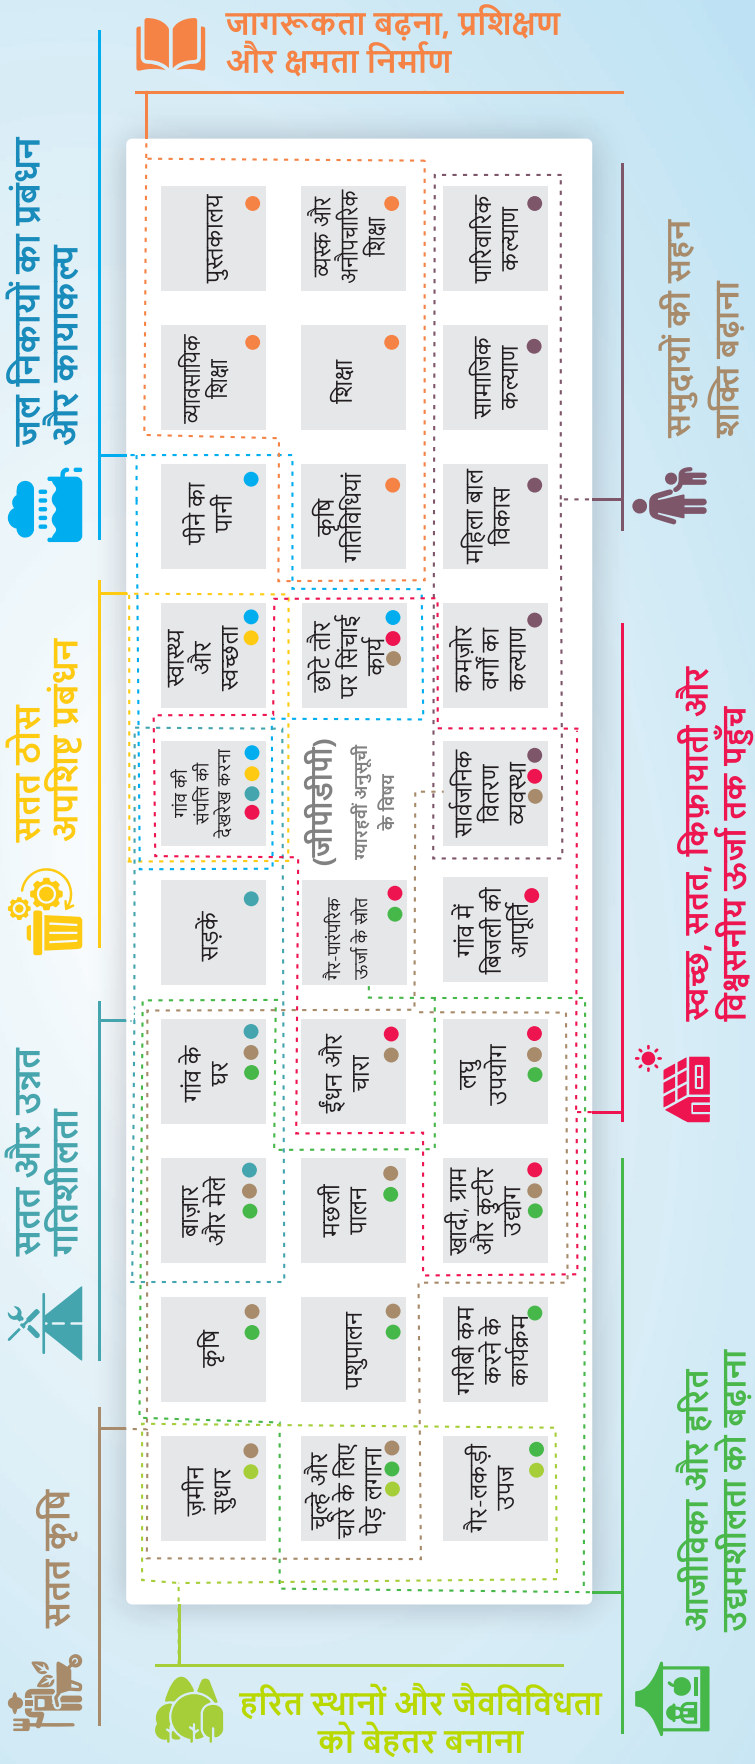 जागरूकता बढ़ना, प्रशिक्षण
और क्षमता निर्माण
जल निकायों का प्रबंधन
और कायाकल्प
सतत ठोस
अपशिष्ट प्रबंधन
सतत और उन्नत
गतिशीलता
सतत कृषि
पुस्तकालय
व्यस्क और
अनौपचारिक
शिक्षा
पारिवारिक
कल्याण
व्यावसायिक
शिक्षा
शिक्षा
सामाजिक
कल्याण
पीने का
पानी
कृषि
गतिविधियां
महिला बाल
विकास
स्वास्थ्य
और
स्वच्छता
छोटे तौर
पर सिंचाई
कार्य
कमज़ोर
वर्गों का
कल्याण
गांव की
संपत्ति की
देखरेख करना
(जीपीडीपी)
ग्यारहवीं अनुसूची
के विषय
सार्वजनिक
वितरण
व्यवस्था
सड़कें
गैर-पारंपरिक
ऊर्जा के स्रोत
गांव में
बिजली की
आपूर्ति
गांव के
घर
ईंधन और
चारा
लघु
उपयोग
बाज़ार
और मेले
मछली
पालन
खादी, ग्राम
और कुटीर
उद्योग
कृषि
पशुपालन
गरीबी कम
करने के
कार्यक्रम
ज़मीन
सुधार
चूल्हे और
चारे के लिए
पेड़ लगाना
गैर-लकड़ी
उपज
समुदायों की सहन
शक्ति बढ़ाना
स्वच्छ, सतत, किफ़ायाती और
विश्वसनीय ऊर्जा तक पहुँच
आजीविका और हरित
उद्यमशीलता को बढ़ाना
हरित स्थानों और जैवविविधता
को बेहतर बनाना